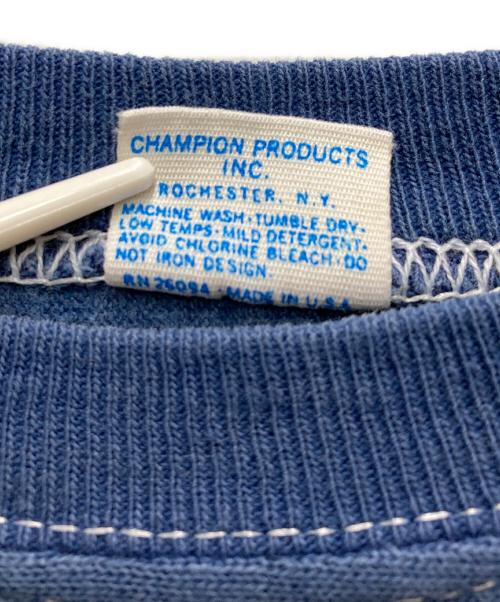 CHAMPION PRODUCTS
INC.
ROCHESTER, N.Y.
MACHINE WASH·TUMBLE DRY·
LOW TEMPS·MILD DETERGENT·
AVOID CHLORINE BLEACH·DO
NOT IRON DESIGN.
RN 26094 · MADE IN U.S.A.